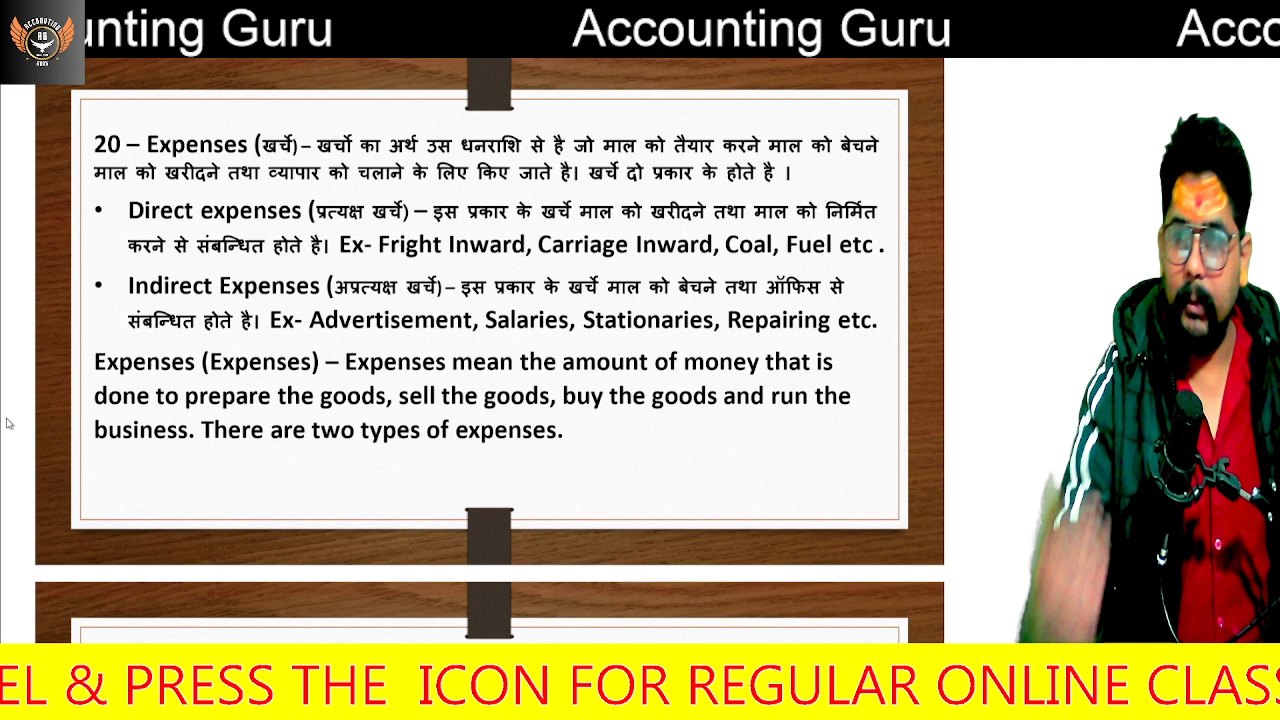 unting Guru Accounting Guru Acco
ACCOUNTING
AG
GURU
20 – Expenses (खर्चे) – खर्चो का अर्थ उस धनराशि से है जो माल को तैयार करने माल को बेचने
माल को खरीदने तथा व्यापार को चलाने के लिए किए जाते है। खर्चे दो प्रकार के होते है ।
• Direct expenses (प्रत्यक्ष खर्चे) – इस प्रकार के खर्चे माल को खरीदने तथा माल को निर्मित
करने से संबन्धित होते है। Ex- Fright Inward, Carriage Inward, Coal, Fuel etc .
• Indirect Expenses (अप्रत्यक्ष खर्चे) – इस प्रकार के खर्चे माल को बेचने तथा ऑफिस से
संबन्धित होते है। Ex- Advertisement, Salaries, Stationaries, Repairing etc.
Expenses (Expenses) – Expenses mean the amount of money that is
done to prepare the goods, sell the goods, buy the goods and run the
business. There are two types of expenses.
EL & PRESS THE ICON FOR REGULAR ONLINE CLASS